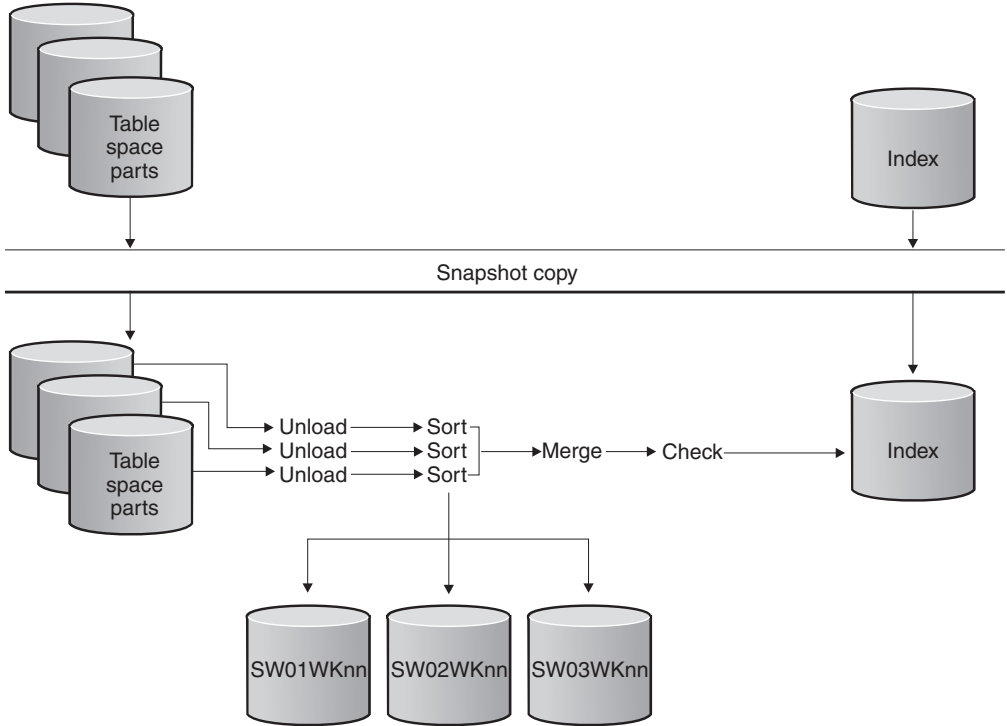 Table
space
parts
Index
Snapshot copy
Unload Sort
Unload Sort Merge Check
Unload Sort
Table
space
parts
Index
SW01WKnn SW02WKnn SW03WKnn